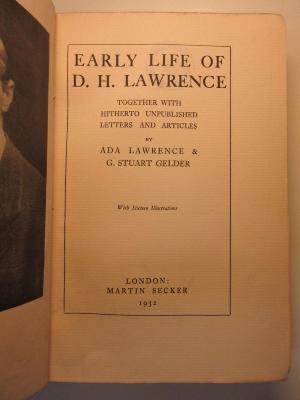 EARLY LIFE OF
D. H. LAWRENCE
TOGETHER WITH
HITHERTO UNPUBLISHED
LETTERS AND ARTICLES
BY
ADA LAWRENCE &
G. STUART GELDER
With Sixteen Illustrations
LONDON:
MARTIN SECKER
1932